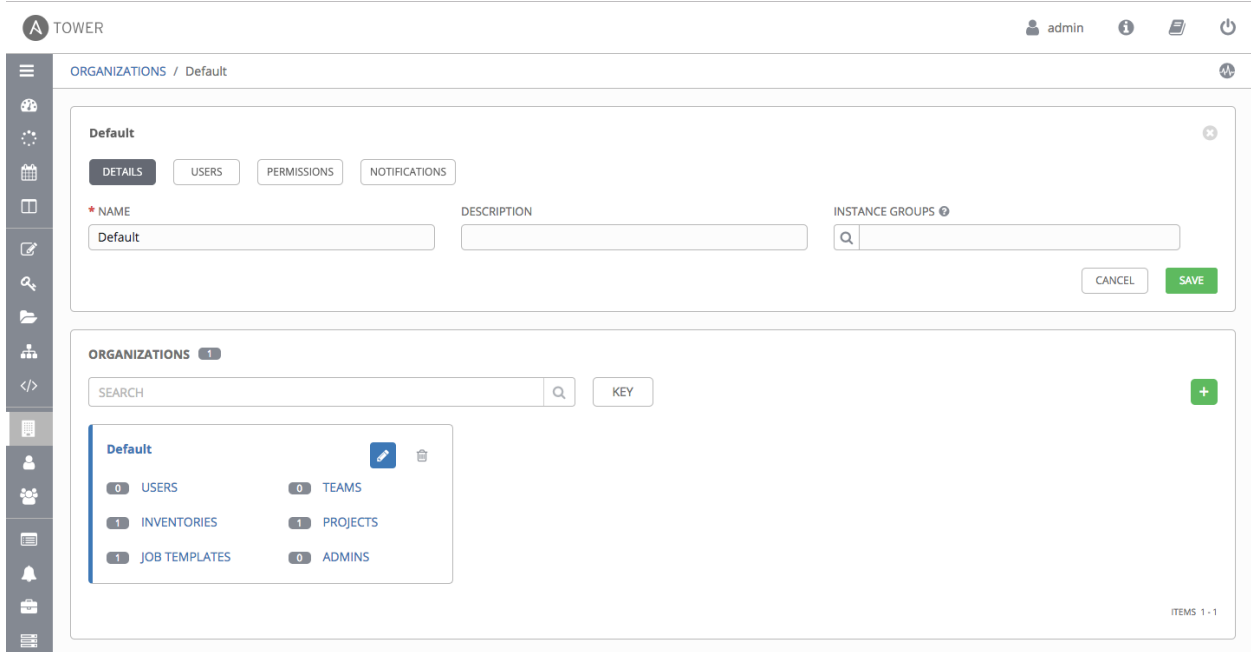 A TOWER admin
ORGANIZATIONS / Default
Default
DETAILS USERS PERMISSIONS NOTIFICATIONS
* NAME DESCRIPTION INSTANCE GROUPS ?
Default
CANCEL SAVE
ORGANIZATIONS 1
SEARCH KEY +
Default
0 USERS 0 TEAMS
1 INVENTORIES 1 PROJECTS
1 JOB TEMPLATES 0 ADMINS
ITEMS 1 - 1